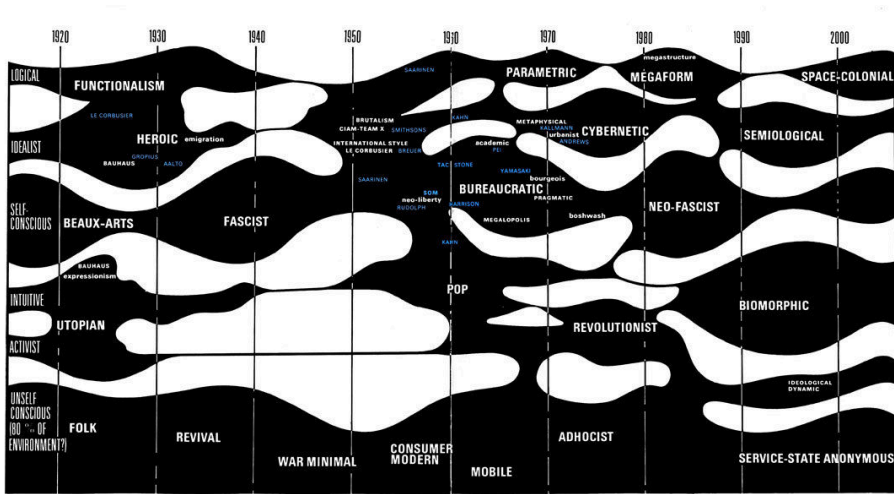 1920 1930 1940 1950 1960 1970 1980 1990 2000
LOGICAL
FUNCTIONALISM
SAARINEN
PARAMETRIC
megastructure
MEGAFORM
SPACE-COLONIAL
LE CORBUSIER
BRUTALISM
CIAM-TEAM X
SMITHSONS
KAHN
METAPHYSICAL
KALLMANN
urbanist
ANDREWS
CYBERNETIC
SEMIOLOGICAL
IDEALIST
HEROIC
emigration
GROPIUS
BAUHAUS
AALTO
INTERNATIONAL STYLE
LE CORBUSIER
BREUER
academic
PEI
TAC
STONE
YAMASAKI
bourgeois
SAARINEN
BUREAUCRATIC
PRAGMATIC
SOM
neo-liberty
RUDOLPH
HARRISON
NEO-FASCIST
SELF-
CONSCIOUS
BEAUX-ARTS
FASCIST
MEGALOPOLIS
boshwash
KAHN
BAUHAUS
expressionism
INTUITIVE
POP
BIOMORPHIC
UTOPIAN
REVOLUTIONIST
ACTIVIST
IDEOLOGICAL
DYNAMIC
UNSELF
CONSCIOUS
(80 % OF
ENVIRONMENT?)
FOLK
REVIVAL
ADHOCIST
WAR MINIMAL
CONSUMER
MODERN
MOBILE
SERVICE-STATE ANONYMOUS